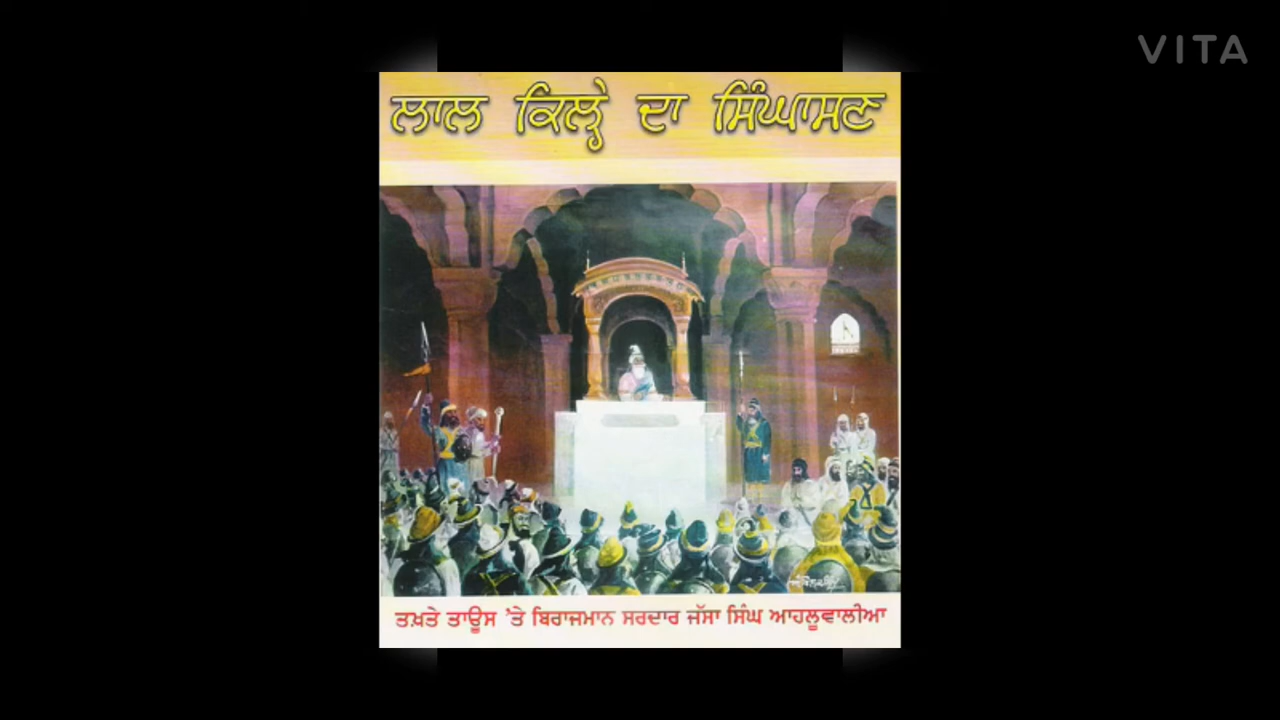 VITA
ਲਾਲ ਕਿਲ੍ਹੇ ਦਾ ਸਿੰਘਾਸਣ
ਤਖ਼ਤੇ ਤਾਊਸ 'ਤੇ ਬਿਰਾਜਮਾਨ ਸਰਦਾਰ ਜੱਸਾ ਸਿੰਘ ਆਹਲੂਵਾਲੀਆ